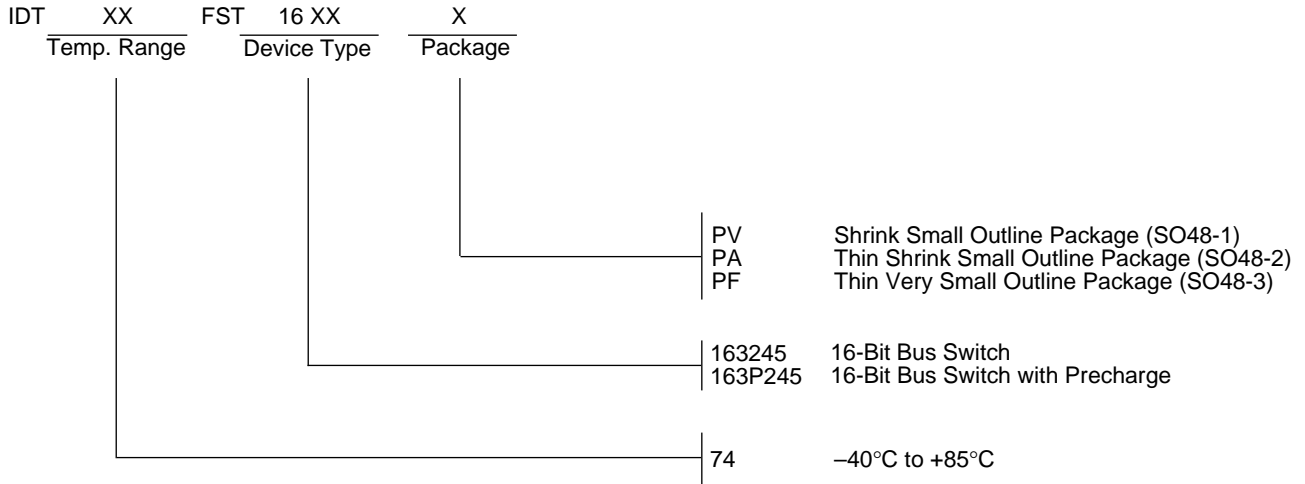 IDT XX FST 16 XX X
Temp. Range Device Type Package
PV Shrink Small Outline Package (SO48-1)
PA Thin Shrink Small Outline Package (SO48-2)
PF Thin Very Small Outline Package (SO48-3)
163245 16-Bit Bus Switch
163P245 16-Bit Bus Switch with Precharge
74 –40°C to +85°C